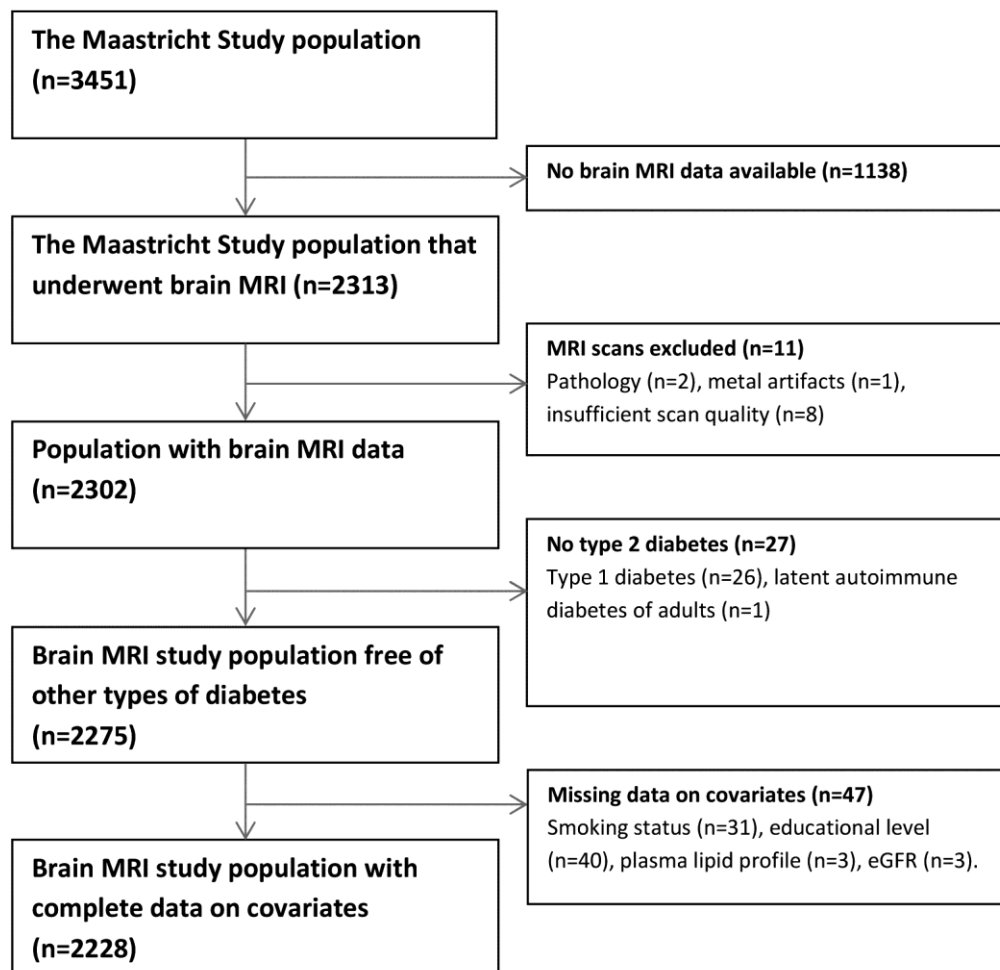 The Maastricht Study population
(n=3451)
No brain MRI data available (n=1138)
The Maastricht Study population that
underwent brain MRI (n=2313)
MRI scans excluded (n=11)
Pathology (n=2), metal artifacts (n=1),
insufficient scan quality (n=8)
Population with brain MRI data
(n=2302)
No type 2 diabetes (n=27)
Type 1 diabetes (n=26), latent autoimmune
diabetes of adults (n=1)
Brain MRI study population free of
other types of diabetes
(n=2275)
Missing data on covariates (n=47)
Smoking status (n=31), educational level
(n=40), plasma lipid profile (n=3), eGFR (n=3).
Brain MRI study population with
complete data on covariates
(n=2228)